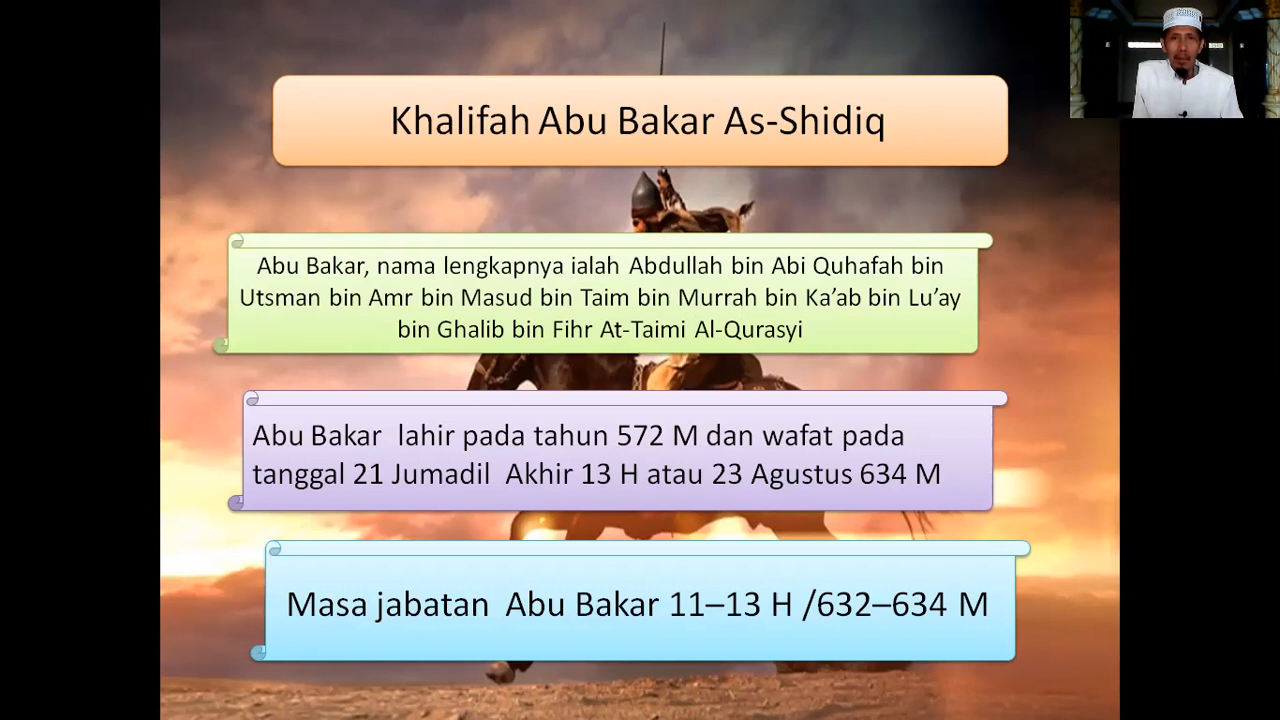 Khalifah Abu Bakar As-Shidiq
Abu Bakar, nama lengkapnya ialah Abdullah bin Abi Quhafah bin
Utsman bin Amr bin Masud bin Taim bin Murrah bin Ka’ab bin Lu’ay
bin Ghalib bin Fihr At-Taimi Al-Qurasyi
Abu Bakar lahir pada tahun 572 M dan wafat pada
tanggal 21 Jumadil Akhir 13 H atau 23 Agustus 634 M
Masa jabatan Abu Bakar 11–13 H /632–634 M